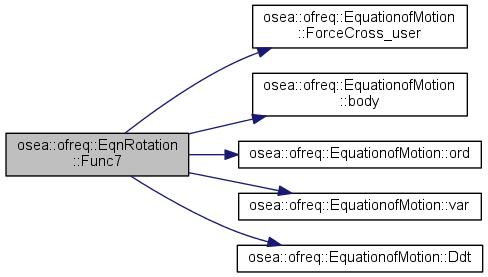 osea::ofreq::EquationofMotion
::ForceCross_user
osea::ofreq::EquationofMotion
::body
osea::ofreq::EqnRotation
::Func7
osea::ofreq::EquationofMotion::ord
osea::ofreq::EquationofMotion::var
osea::ofreq::EquationofMotion::Ddt